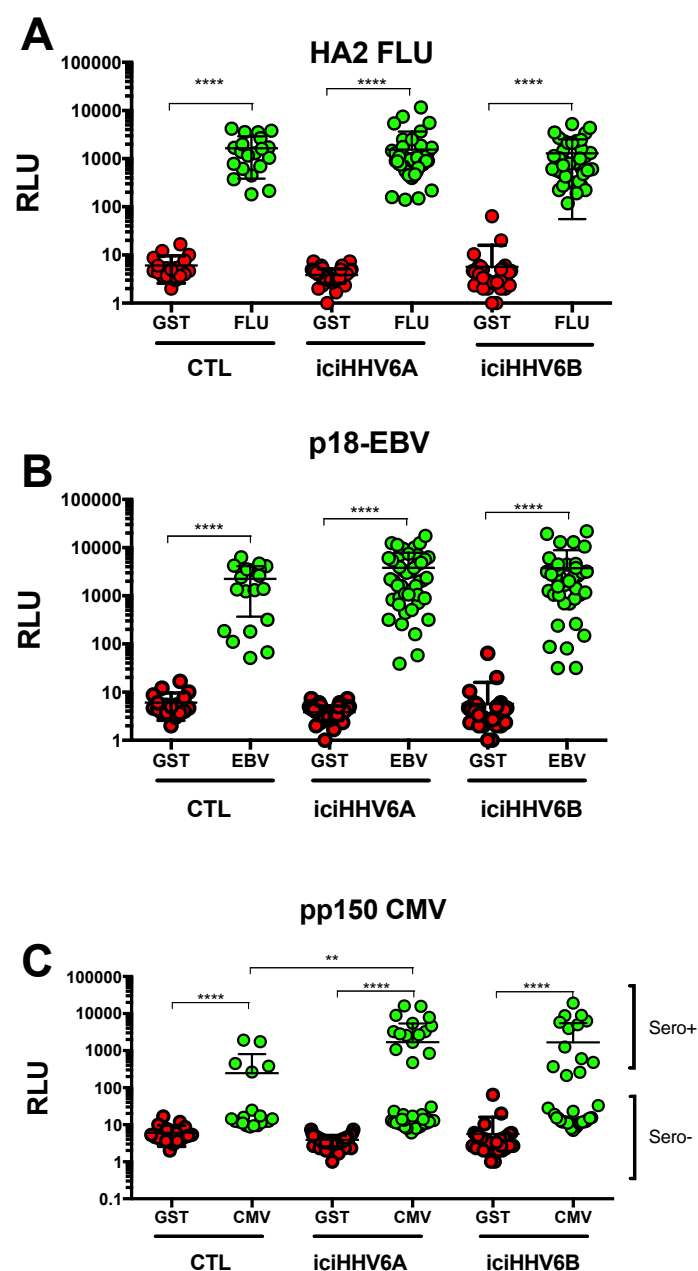 A
HA2 FLU
100000
10000
1000
100
10
1
RLU
**** **** ****
GST FLU GST FLU GST FLU
CTL iciHHV6A iciHHV6B
p18-EBV
B
100000
10000
1000
100
10
1
RLU
**** **** ****
GST EBV GST EBV GST EBV
CTL iciHHV6A iciHHV6B
pp150 CMV
C
100000
10000
1000
100
10
1
0.1
RLU
**
**** **** ****
Sero+
Sero-
GST CMV GST CMV GST CMV
CTL iciHHV6A iciHHV6B